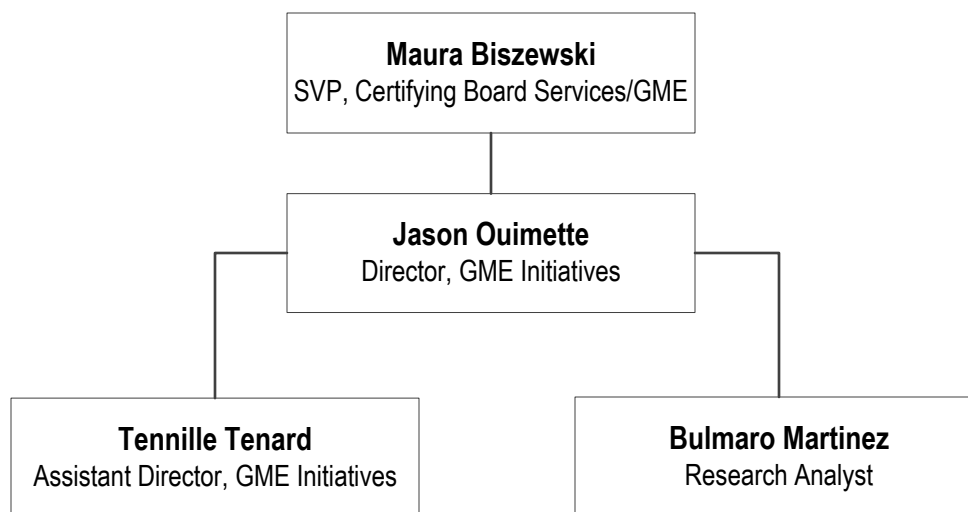 Maura Biszewski
SVP, Certifying Board Services/GME
Jason Ouimette
Director, GME Initiatives
Tennille Tenard
Assistant Director, GME Initiatives
Bulmaro Martinez
Research Analyst